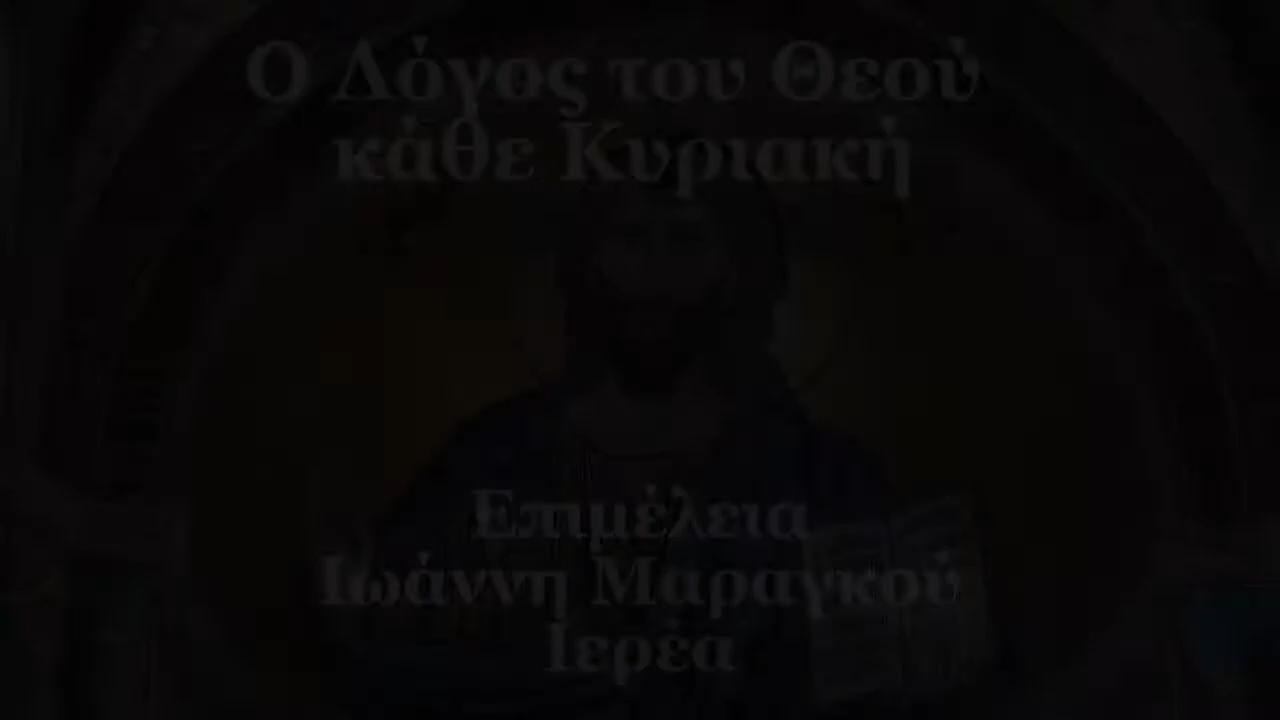 Ο Λόγος του Θεού
κάθε Κυριακή
Επιμέλεια
Ιωάννη Μαραγκού
Ιερέα